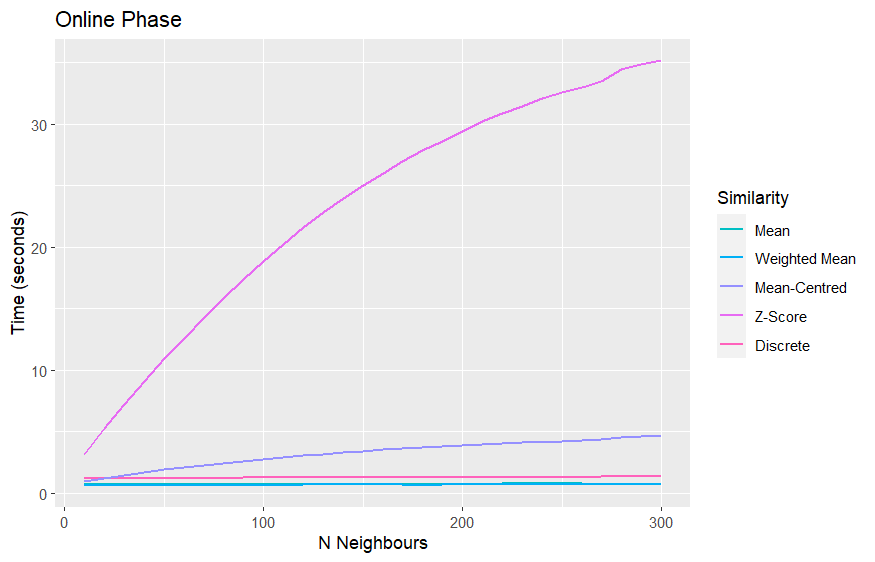 Online Phase
Time (seconds)
30
20
10
0
0 100 200 300
N Neighbours
Similarity
Mean
Weighted Mean
Mean-Centred
Z-Score
Discrete